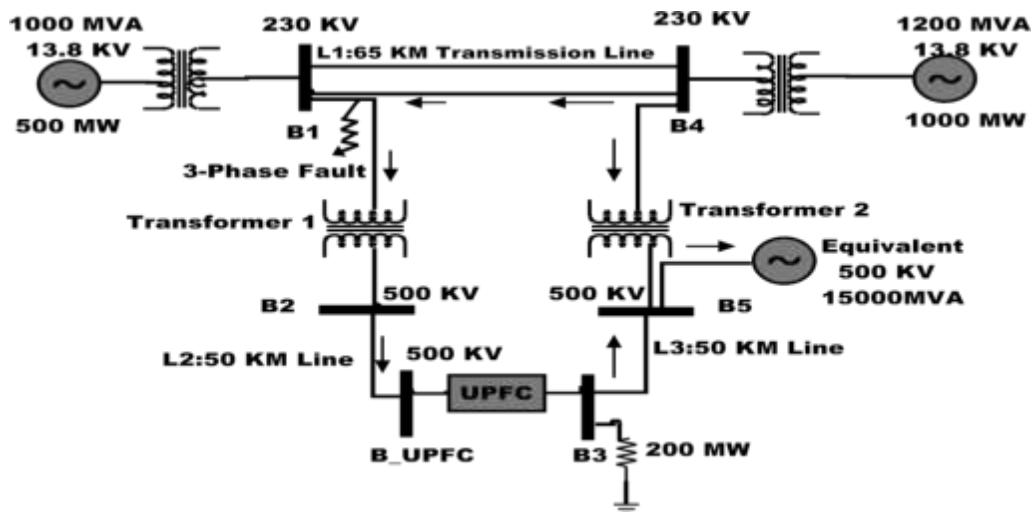 1000 MVA
13.8 KV
500 MW
230 KV
L1:65 KM Transmission Line
230 KV
1200 MVA
13.8 KV
1000 MW
B1
B4
3-Phase Fault
Transformer 1
Transformer 2
Equivalent
500 KV
15000MVA
B2
500 KV
500 KV
B5
L2:50 KM Line
500 KV
L3:50 KM Line
UPFC
B_UPFC
B3
200 MW